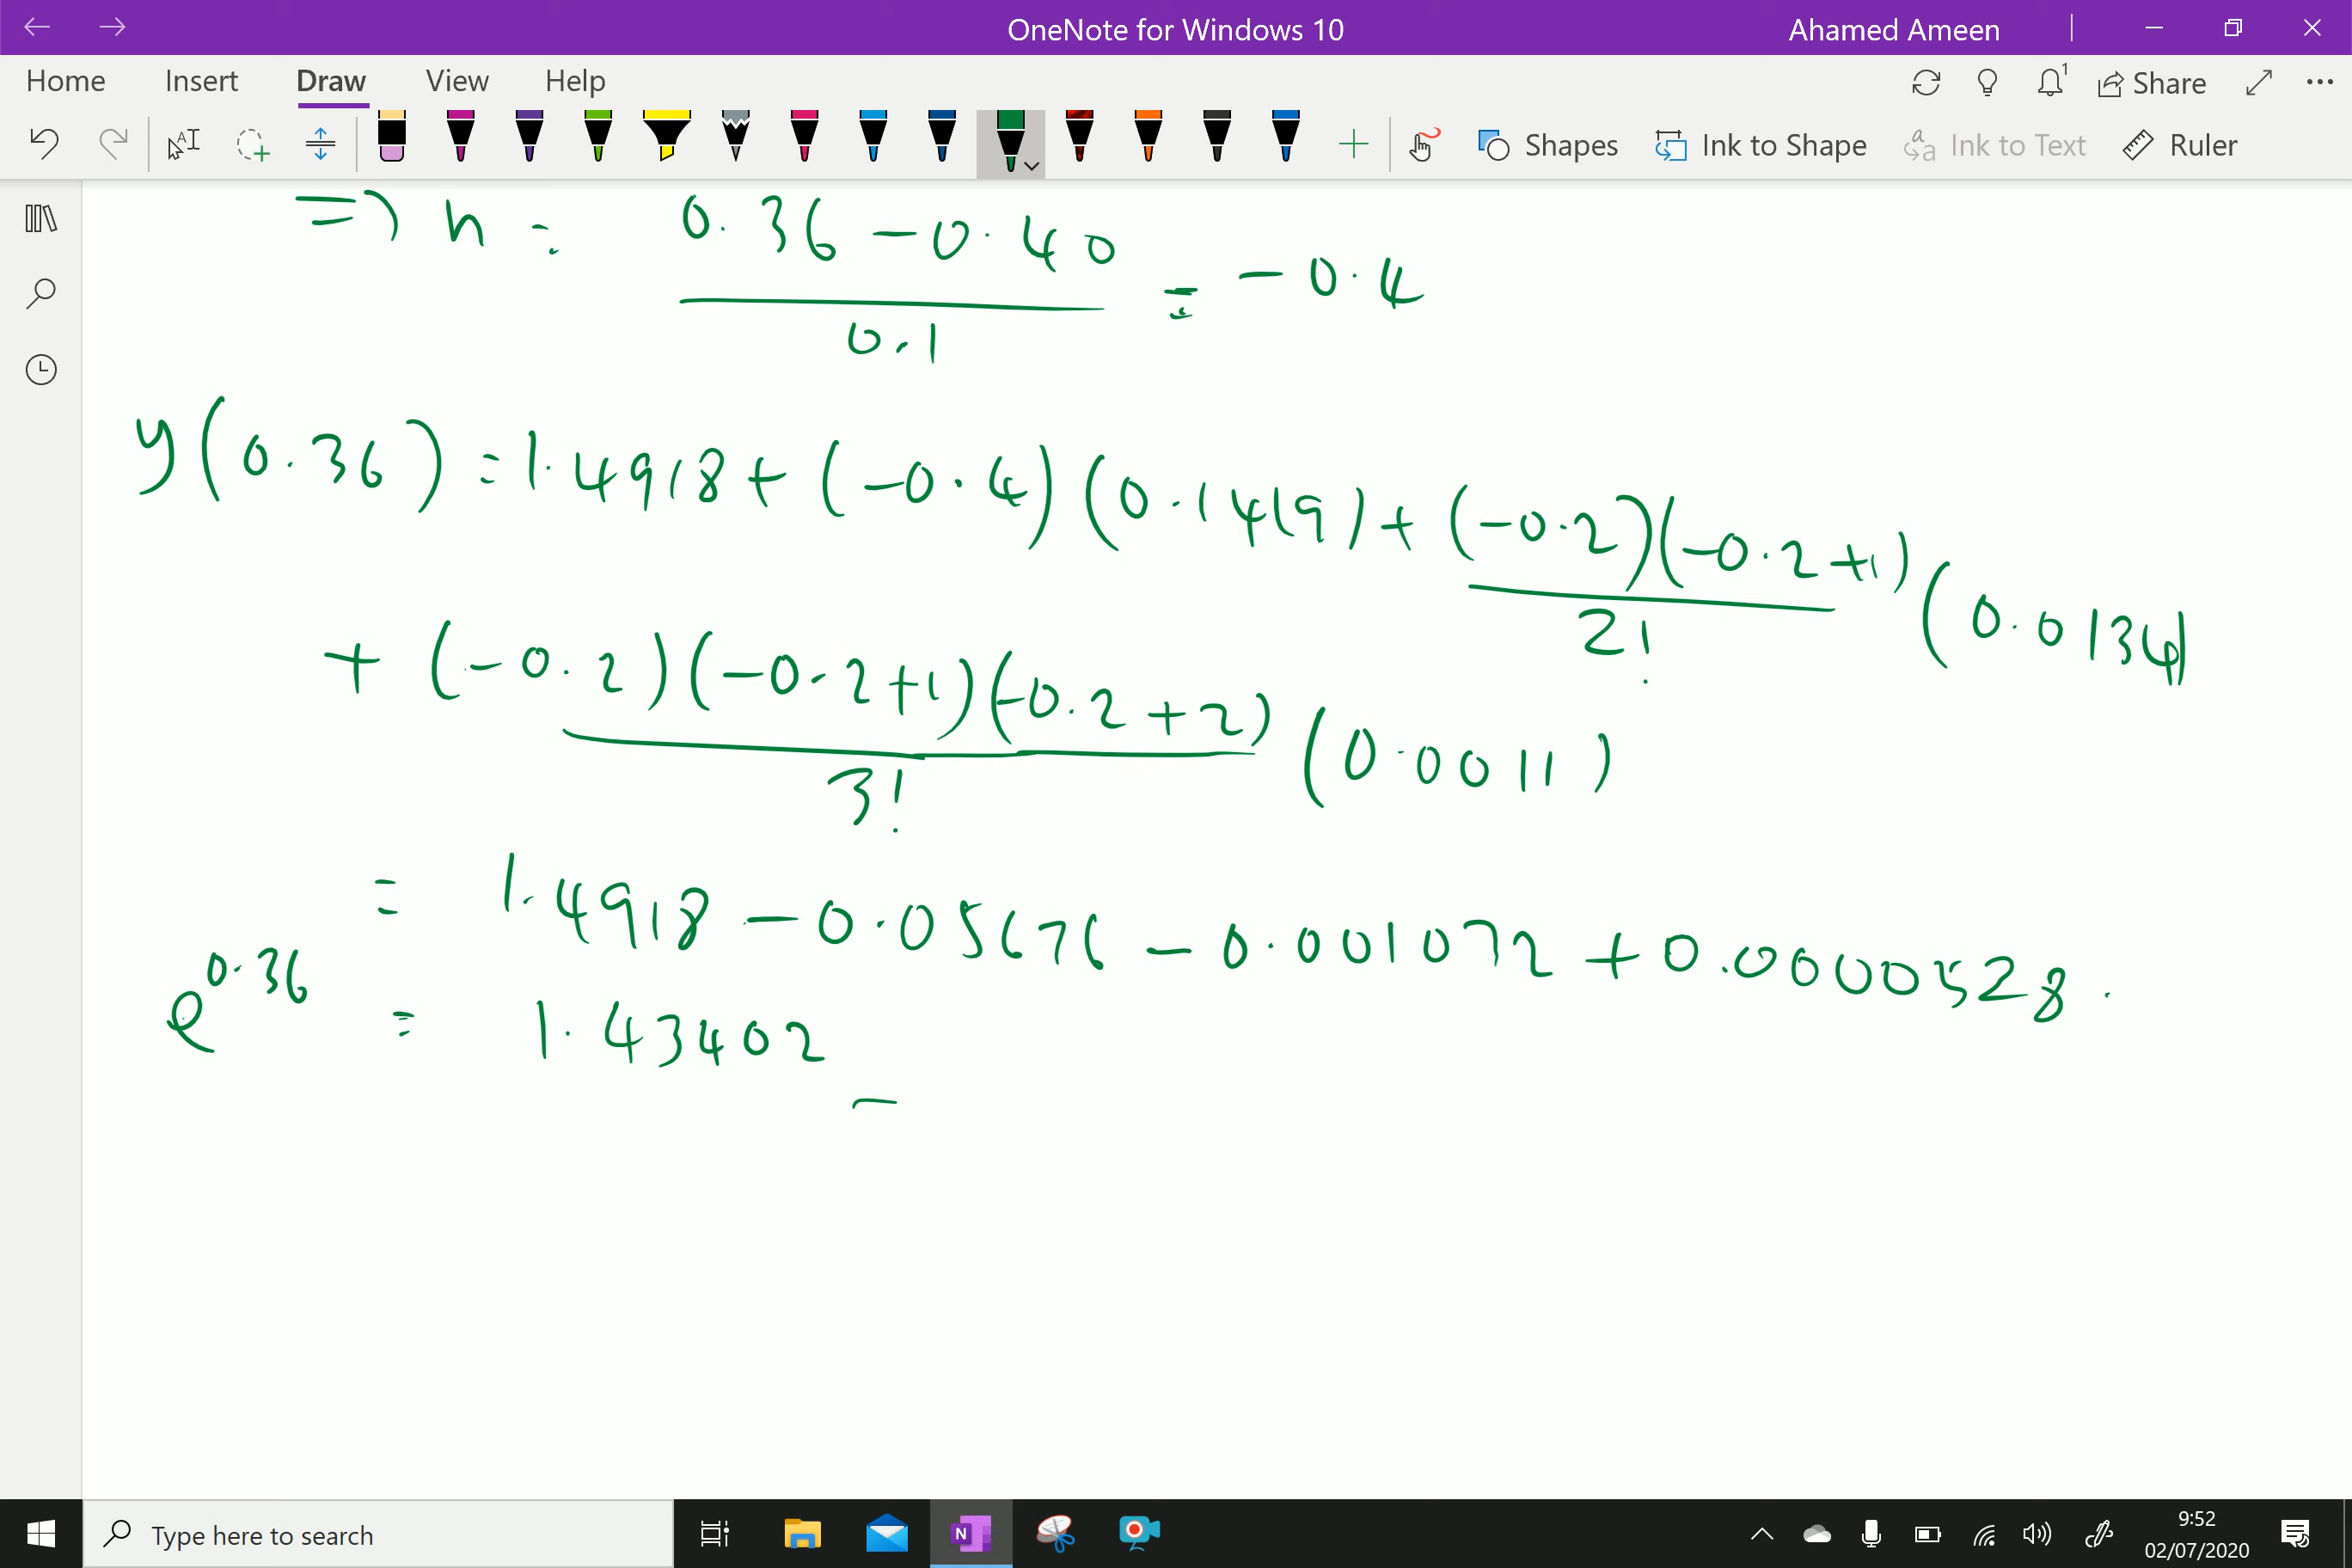 OneNote for Windows 10 Ahamed Ameen
Home Insert Draw View Help 1 Share
Shapes Ink to Shape Ink to Text Ruler
=> n = 0.36 - 0.40 / 0.1 = -0.4
y(0.36) = 1.4918 + (-0.4)(0.1419) + (-0.2)(-0.2+1) / 2! (0.0134)
+ (-0.2)(-0.2+1)(-0.2+2) / 3! (0.0011)
= 1.4918 - 0.05676 - 0.001072 + 0.0000528.
e^0.36 = 1.43402
Type here to search
9:52
02/07/2020